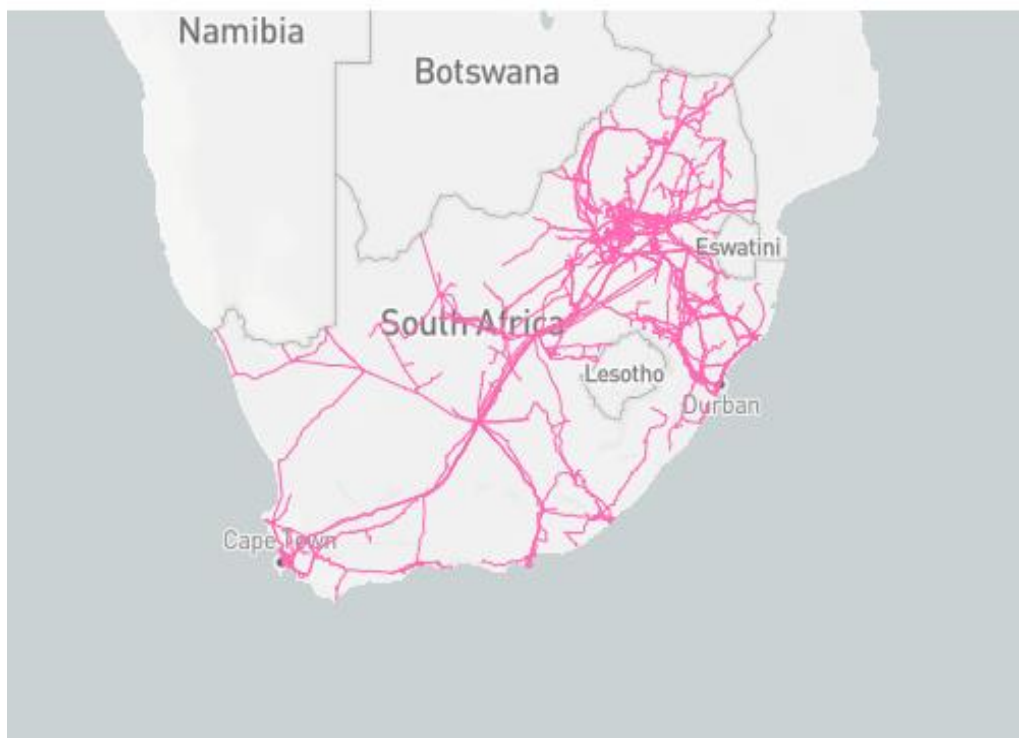 Namibia
Botswana
Eswatini
South Africa
Lesotho
Durban
Cape Town